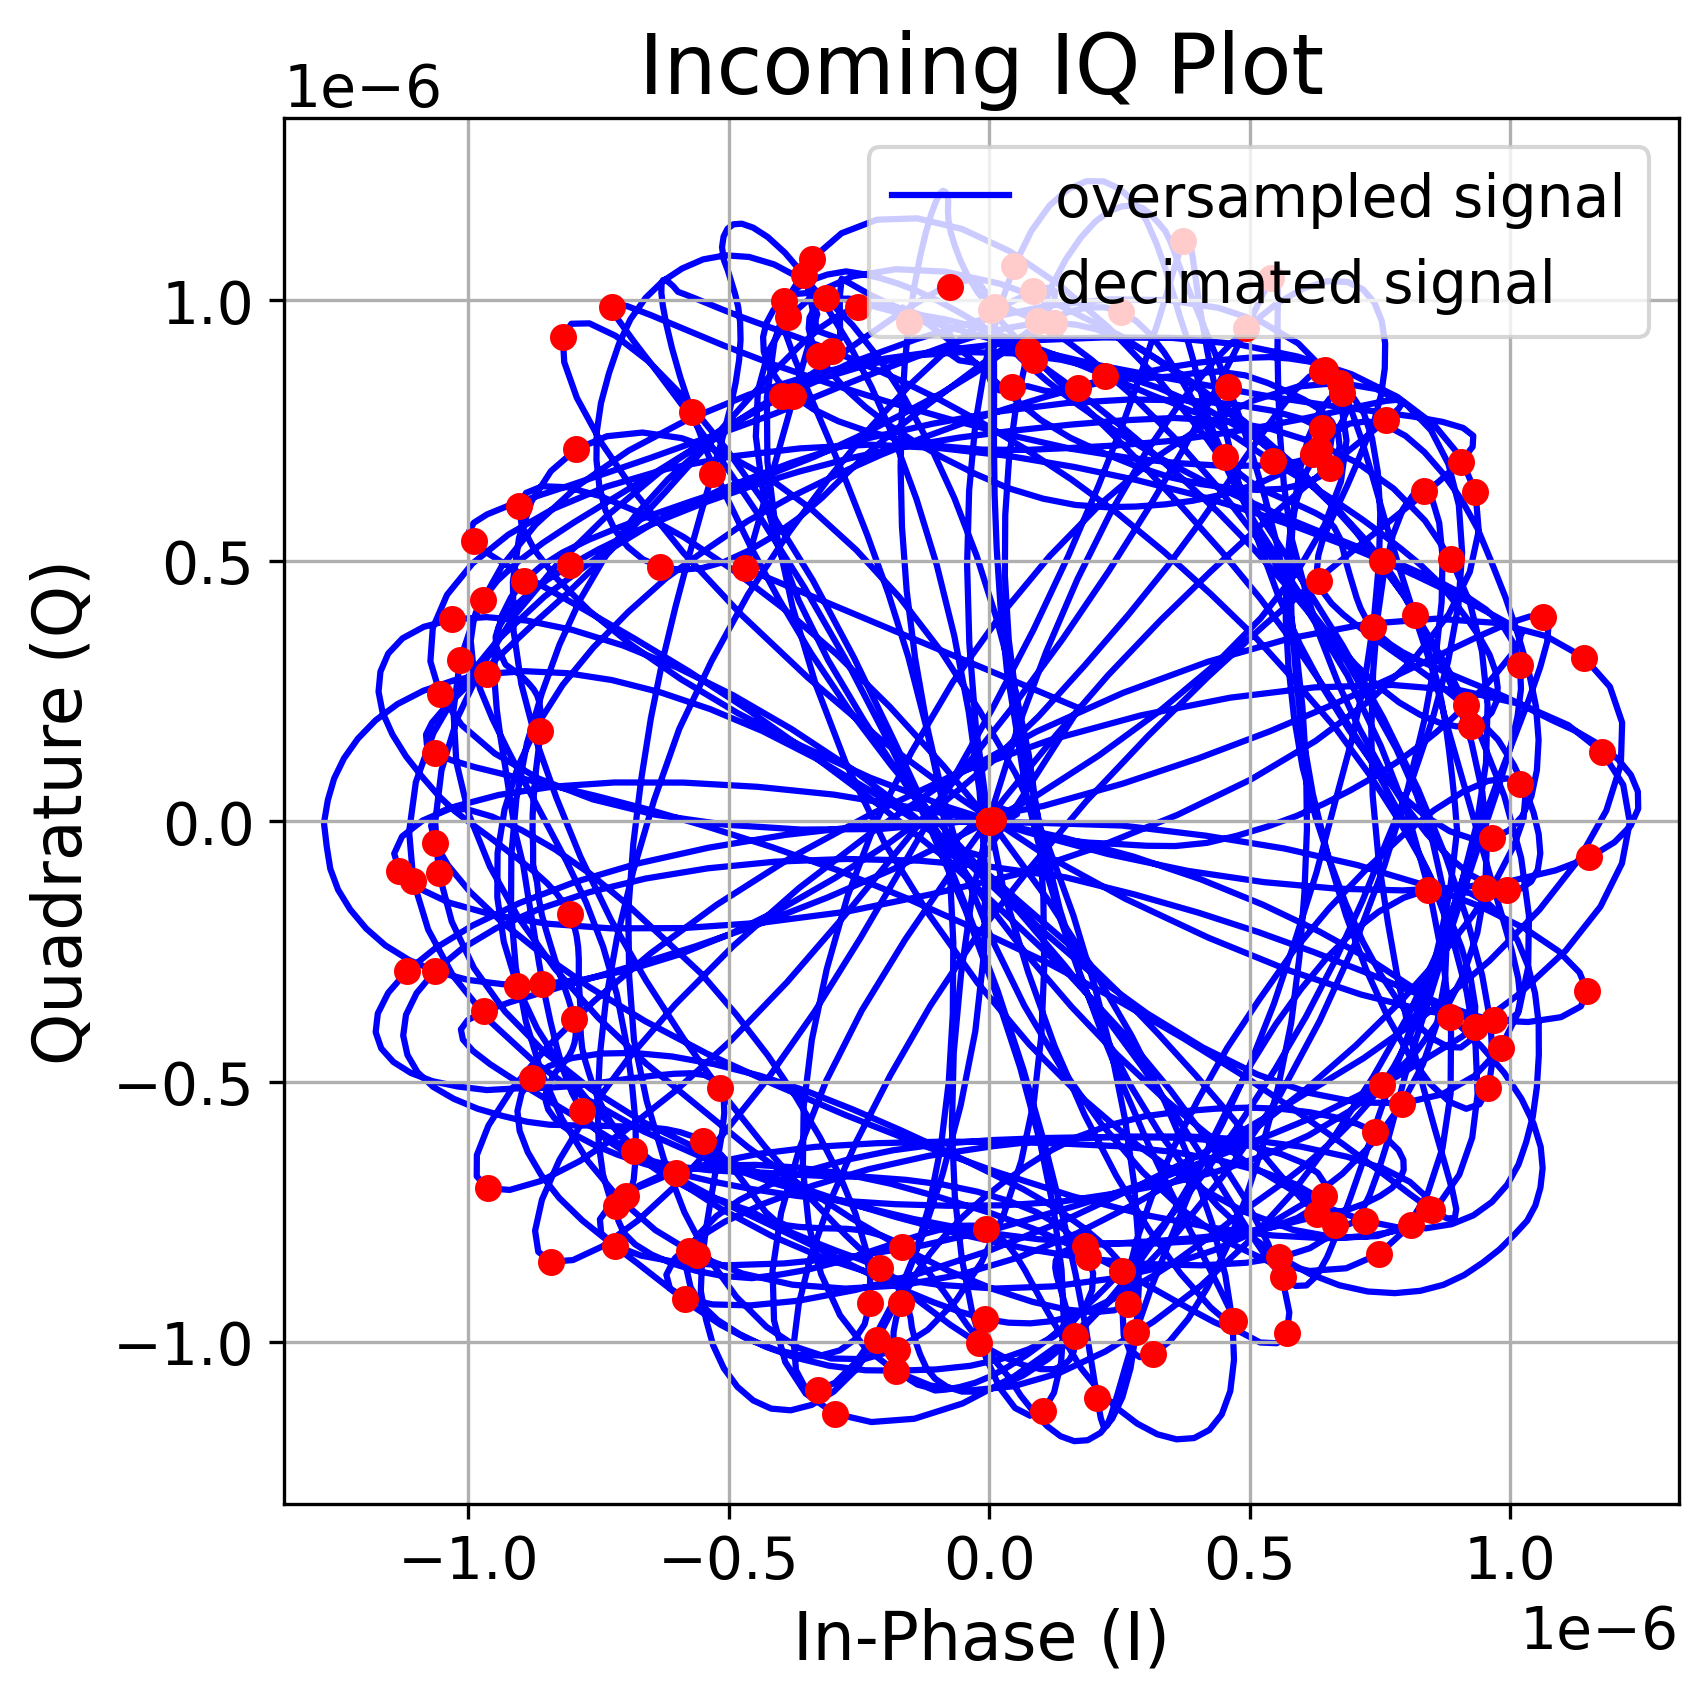 Incoming IQ Plot
1e−6
oversampled signal
decimated signal
1.0
0.5
0.0
−0.5
−1.0
Quadrature (Q)
−1.0 −0.5 0.0 0.5 1.0
1e−6
In-Phase (I)